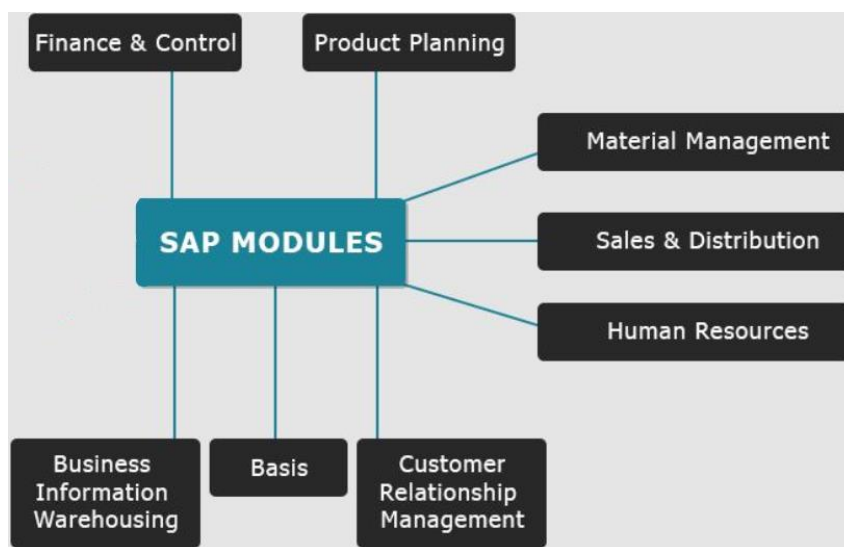 Finance & Control
Product Planning
Material Management
SAP MODULES
Sales & Distribution
Human Resources
Business
Information
Warehousing
Basis
Customer
Relationship
Management